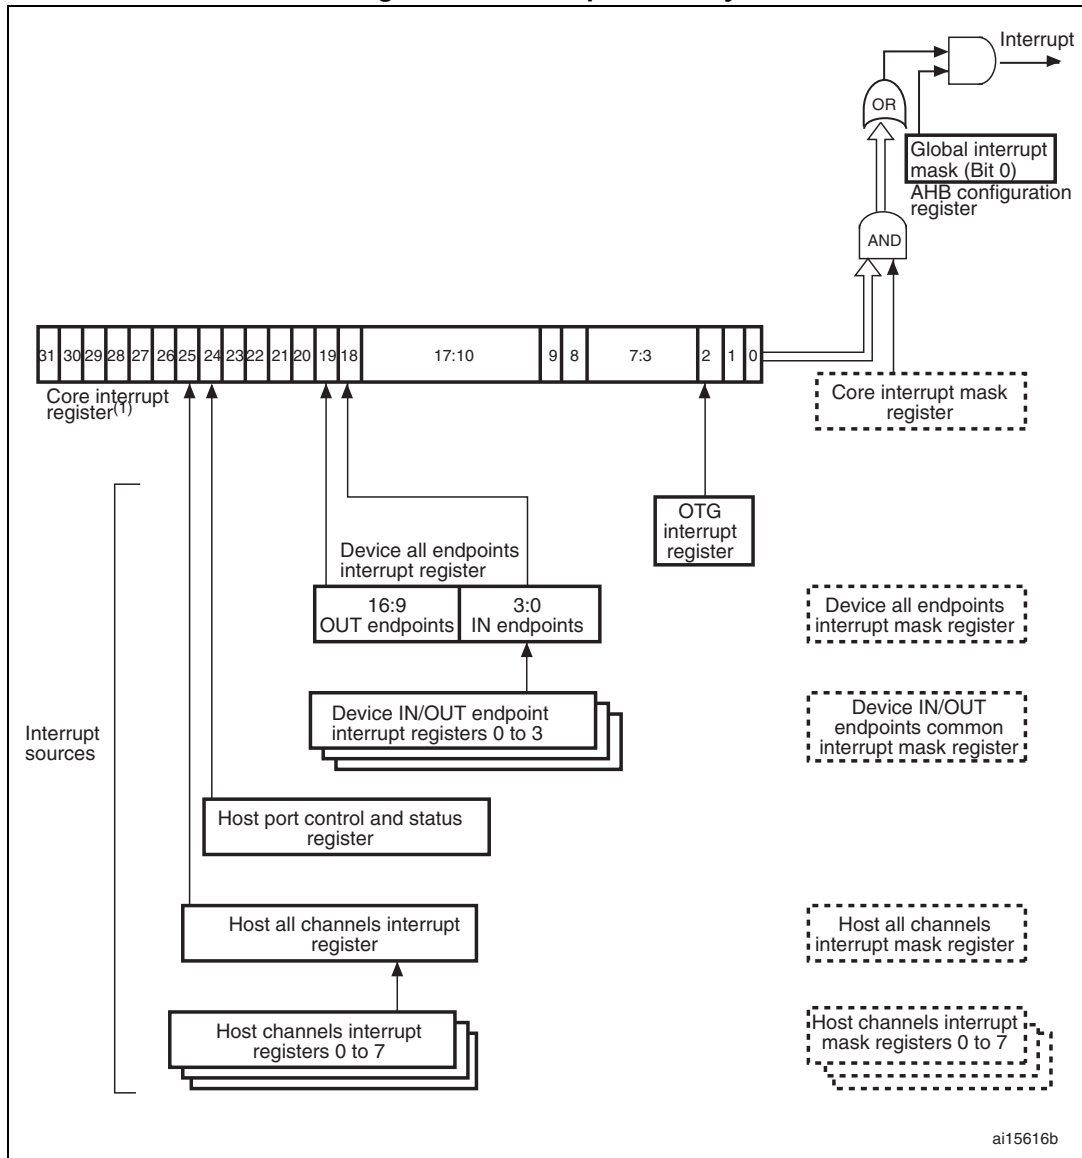 Interrupt
OR
Global interrupt
mask (Bit 0)
AHB configuration
register
AND
31 30 29 28 27 26 25 24 23 22 21 20 19 18 17:10 9 8 7:3 2 1 0
Core interrupt
register(1)
Core interrupt mask
register
OTG
interrupt
register
Device all endpoints
interrupt register
16:9
OUT endpoints
3:0
IN endpoints
Device all endpoints
interrupt mask register
Device IN/OUT endpoint
interrupt registers 0 to 3
Device IN/OUT
endpoints common
interrupt mask register
Interrupt
sources
Host port control and status
register
Host all channels interrupt
register
Host all channels
interrupt mask register
Host channels interrupt
registers 0 to 7
Host channels interrupt
mask registers 0 to 7
ai15616b